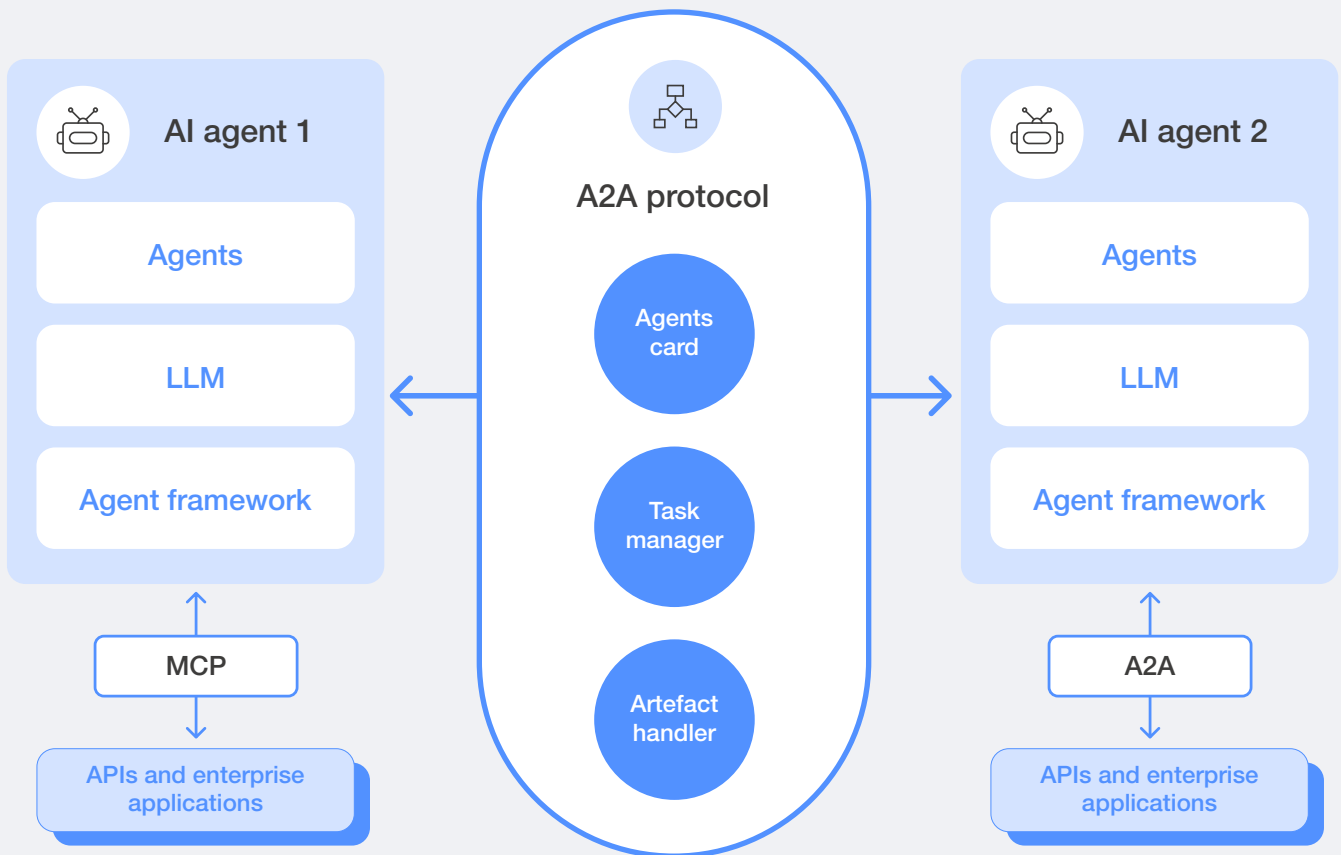 AI agent 1
Agents
LLM
Agent framework
MCP
APIs and enterprise
applications
A2A protocol
Agents
card
Task
manager
Artefact
handler
AI agent 2
Agents
LLM
Agent framework
A2A
APIs and enterprise
applications